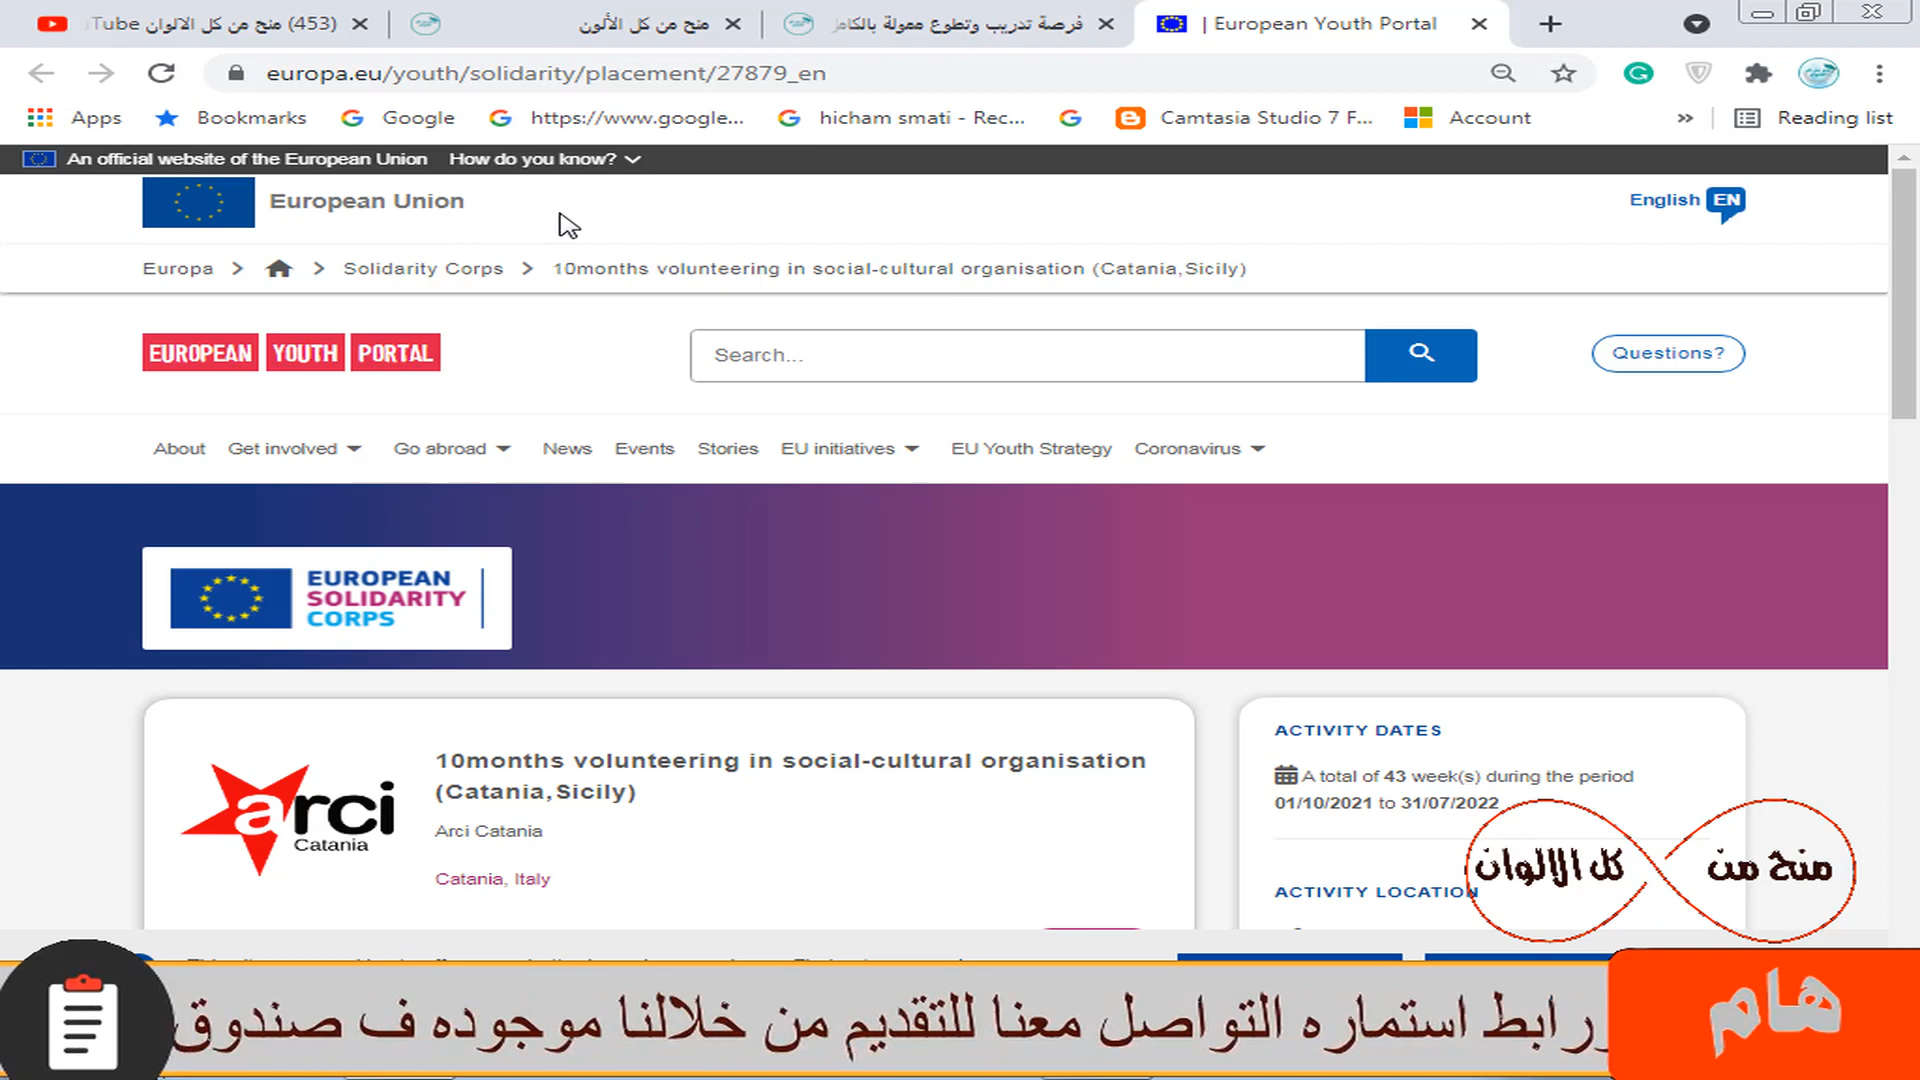 (453) منح من كل الالوان
منح من كل الألون
فرصة تدريب وتطوع ممولة بالكامل
| European Youth Portal
europa.eu/youth/solidarity/placement/27879_en
Apps
Bookmarks
Google
https://www.google...
hicham smati - Rec...
Camtasia Studio 7 F...
Account
»
Reading list
An official website of the European Union How do you know?
European Union
English EN
Europa > > Solidarity Corps > 10months volunteering in social-cultural organisation (Catania,Sicily)
EUROPEAN YOUTH PORTAL
Search...
Questions?
About Get involved Go abroad News Events Stories EU initiatives EU Youth Strategy Coronavirus
EUROPEAN
SOLIDARITY
CORPS
arci
Catania
10months volunteering in social-cultural organisation
(Catania,Sicily)
Arci Catania
Catania, Italy
ACTIVITY DATES
A total of 43 week(s) during the period
01/10/2021 to 31/07/2022
ACTIVITY LOCATION
منح من كل الالوان
هام
رابط استماره التواصل معنا للتقديم من خلالنا موجوده ف صندوق